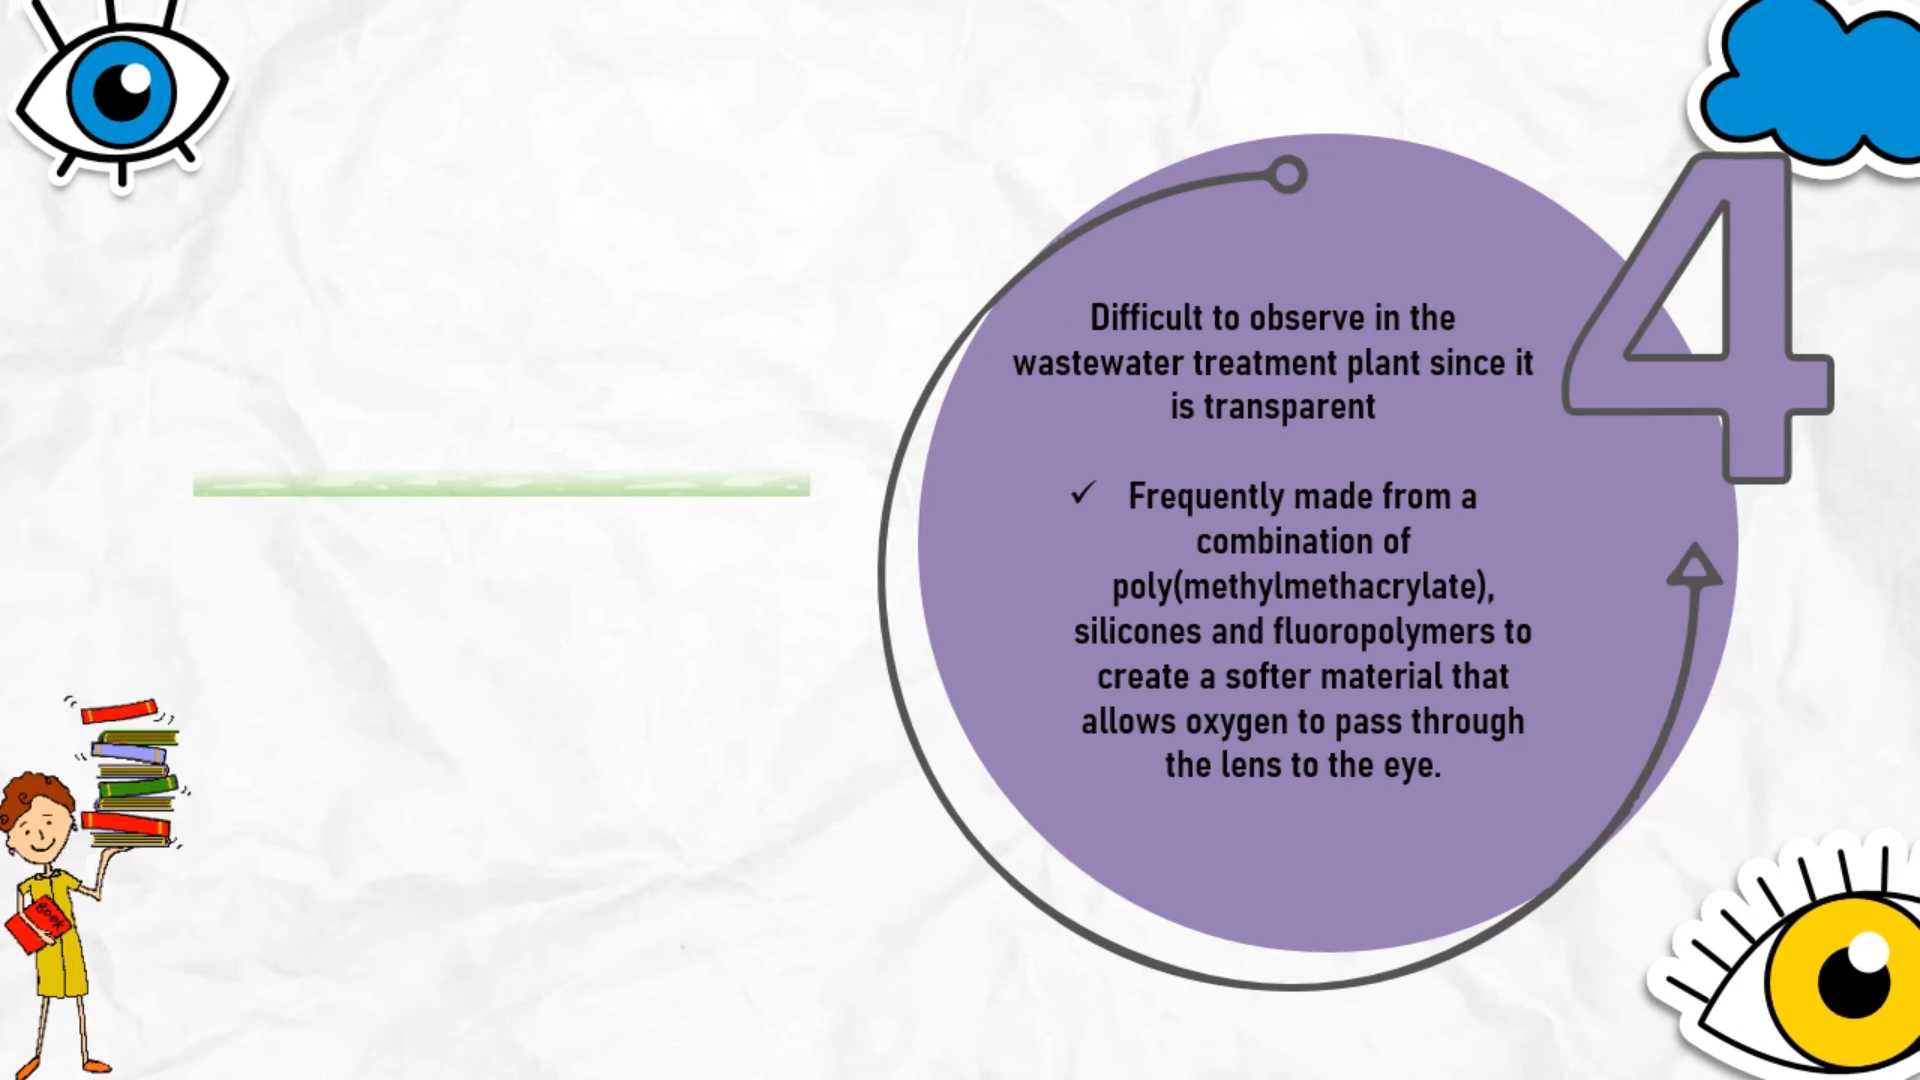 4
Difficult to observe in the
wastewater treatment plant since it
is transparent
✓ Frequently made from a
combination of
poly(methylmethacrylate),
silicones and fluoropolymers to
create a softer material that
allows oxygen to pass through
the lens to the eye.
BOOK